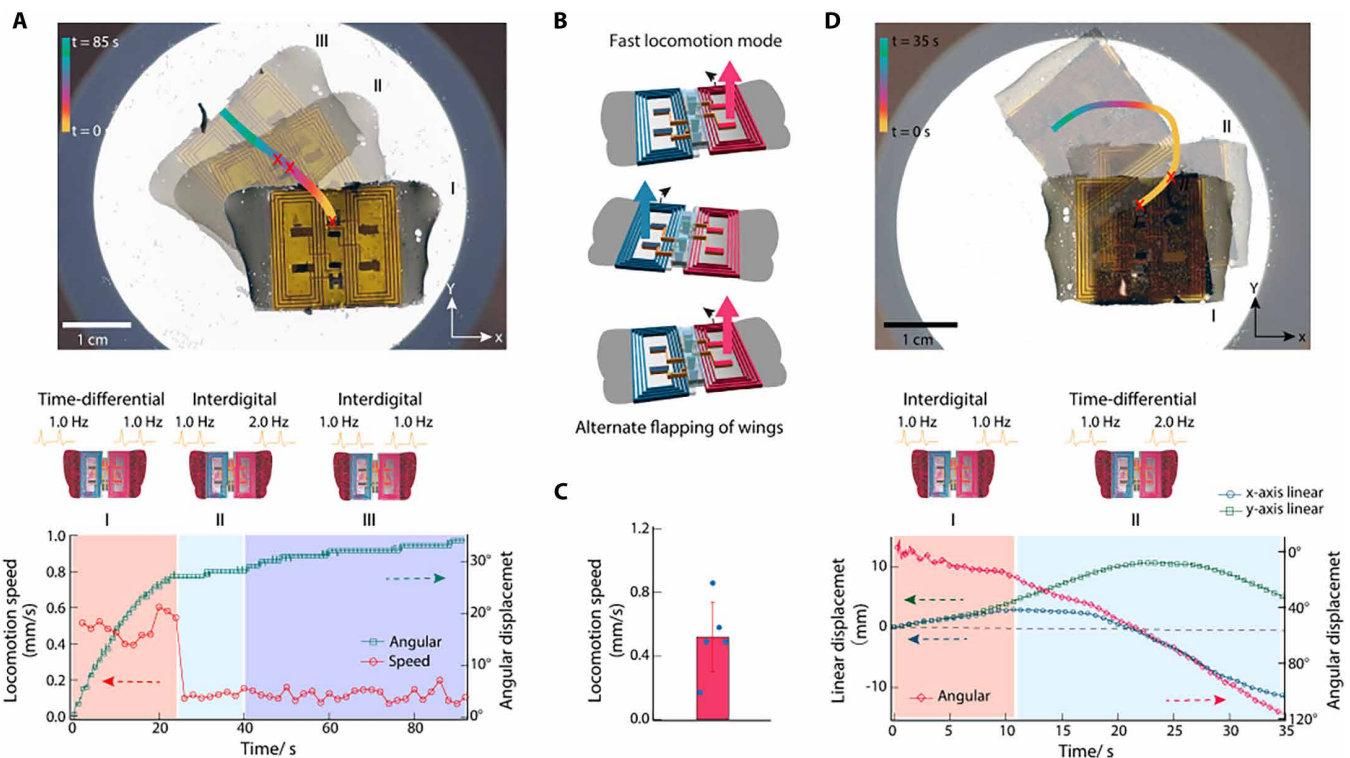 A
t = 85 s
t = 0 s
III
II
I
1 cm
Y
x
Time-differential
Interdigital
Interdigital
1.0 Hz
1.0 Hz
1.0 Hz
2.0 Hz
1.0 Hz
1.0 Hz
I
II
III
1.0
0.8
0.6
0.4
0.2
0.0
Locomotion speed
(mm/s)
30°
20°
10°
0°
Angular displacemet
Angular
Speed
0
20
40
60
80
Time/ s
B
Fast locomotion mode
Alternate flapping of wings
C
1.2
0.8
0.4
0.0
Locomotion speed
(mm/s)
D
t = 35 s
t = 0 s
II
I
1 cm
Y
x
Interdigital
Time-differential
1.0 Hz
1.0 Hz
1.0 Hz
2.0 Hz
x-axis linear
y-axis linear
I
II
10
0
-10
Linear displacemet
(mm)
0°
40°
80°
120°
Angular displacemet
Angular
0
5
10
15
20
25
30
35
Time/ s